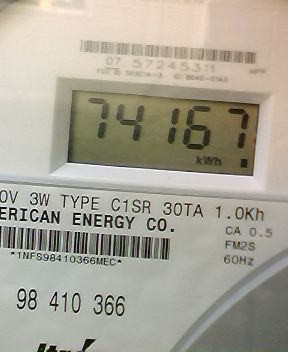 07 57245311
74167
kWh
0V 3W TYPE C1SR 30TA 1.0Kh
ERICAN ENERGY CO.
CA 0.5
FM2S
*1NFS98410366MEC*
60Hz
98 410 366